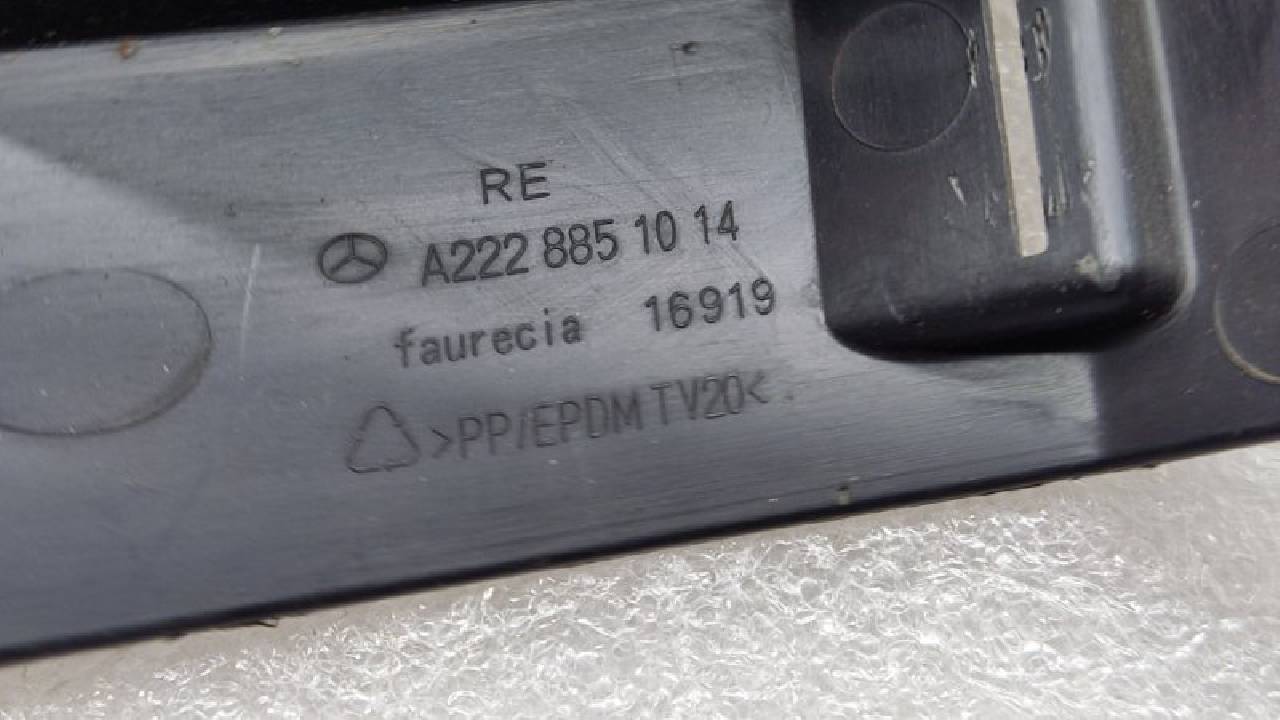 RE
A222 885 10 14
faurecia 16919
>PP/EPDM TV20<